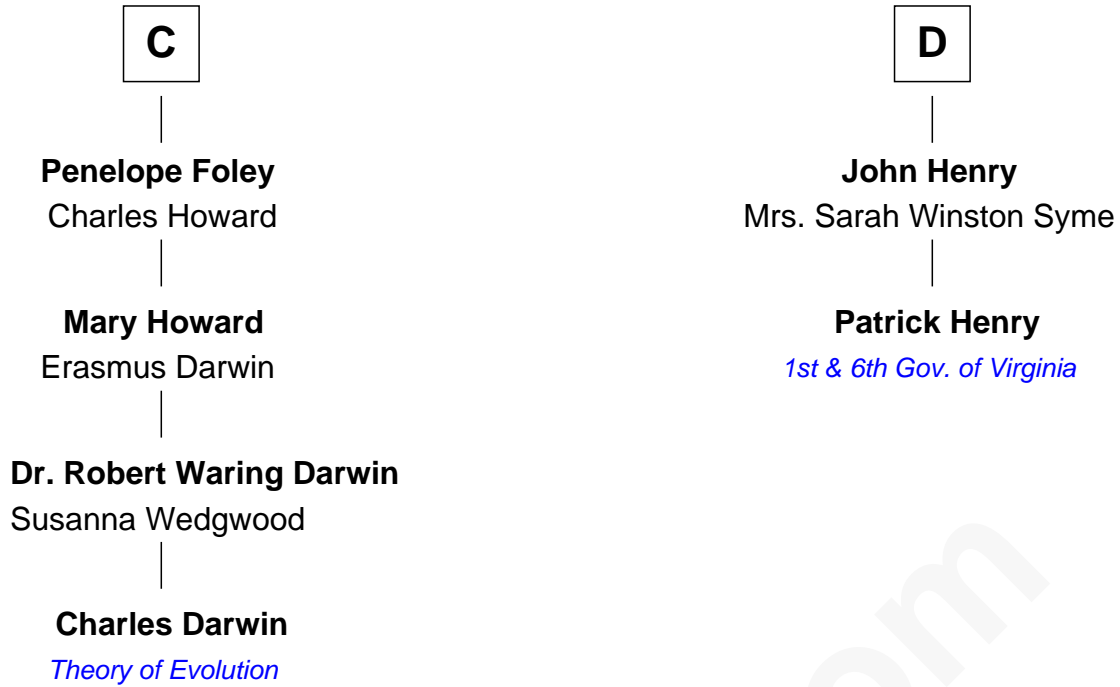 C
Penelope Foley
Charles Howard
Mary Howard
Erasmus Darwin
Dr. Robert Waring Darwin
Susanna Wedgwood
Charles Darwin
Theory of Evolution
D
John Henry
Mrs. Sarah Winston Syme
Patrick Henry
1st & 6th Gov. of Virginia
om